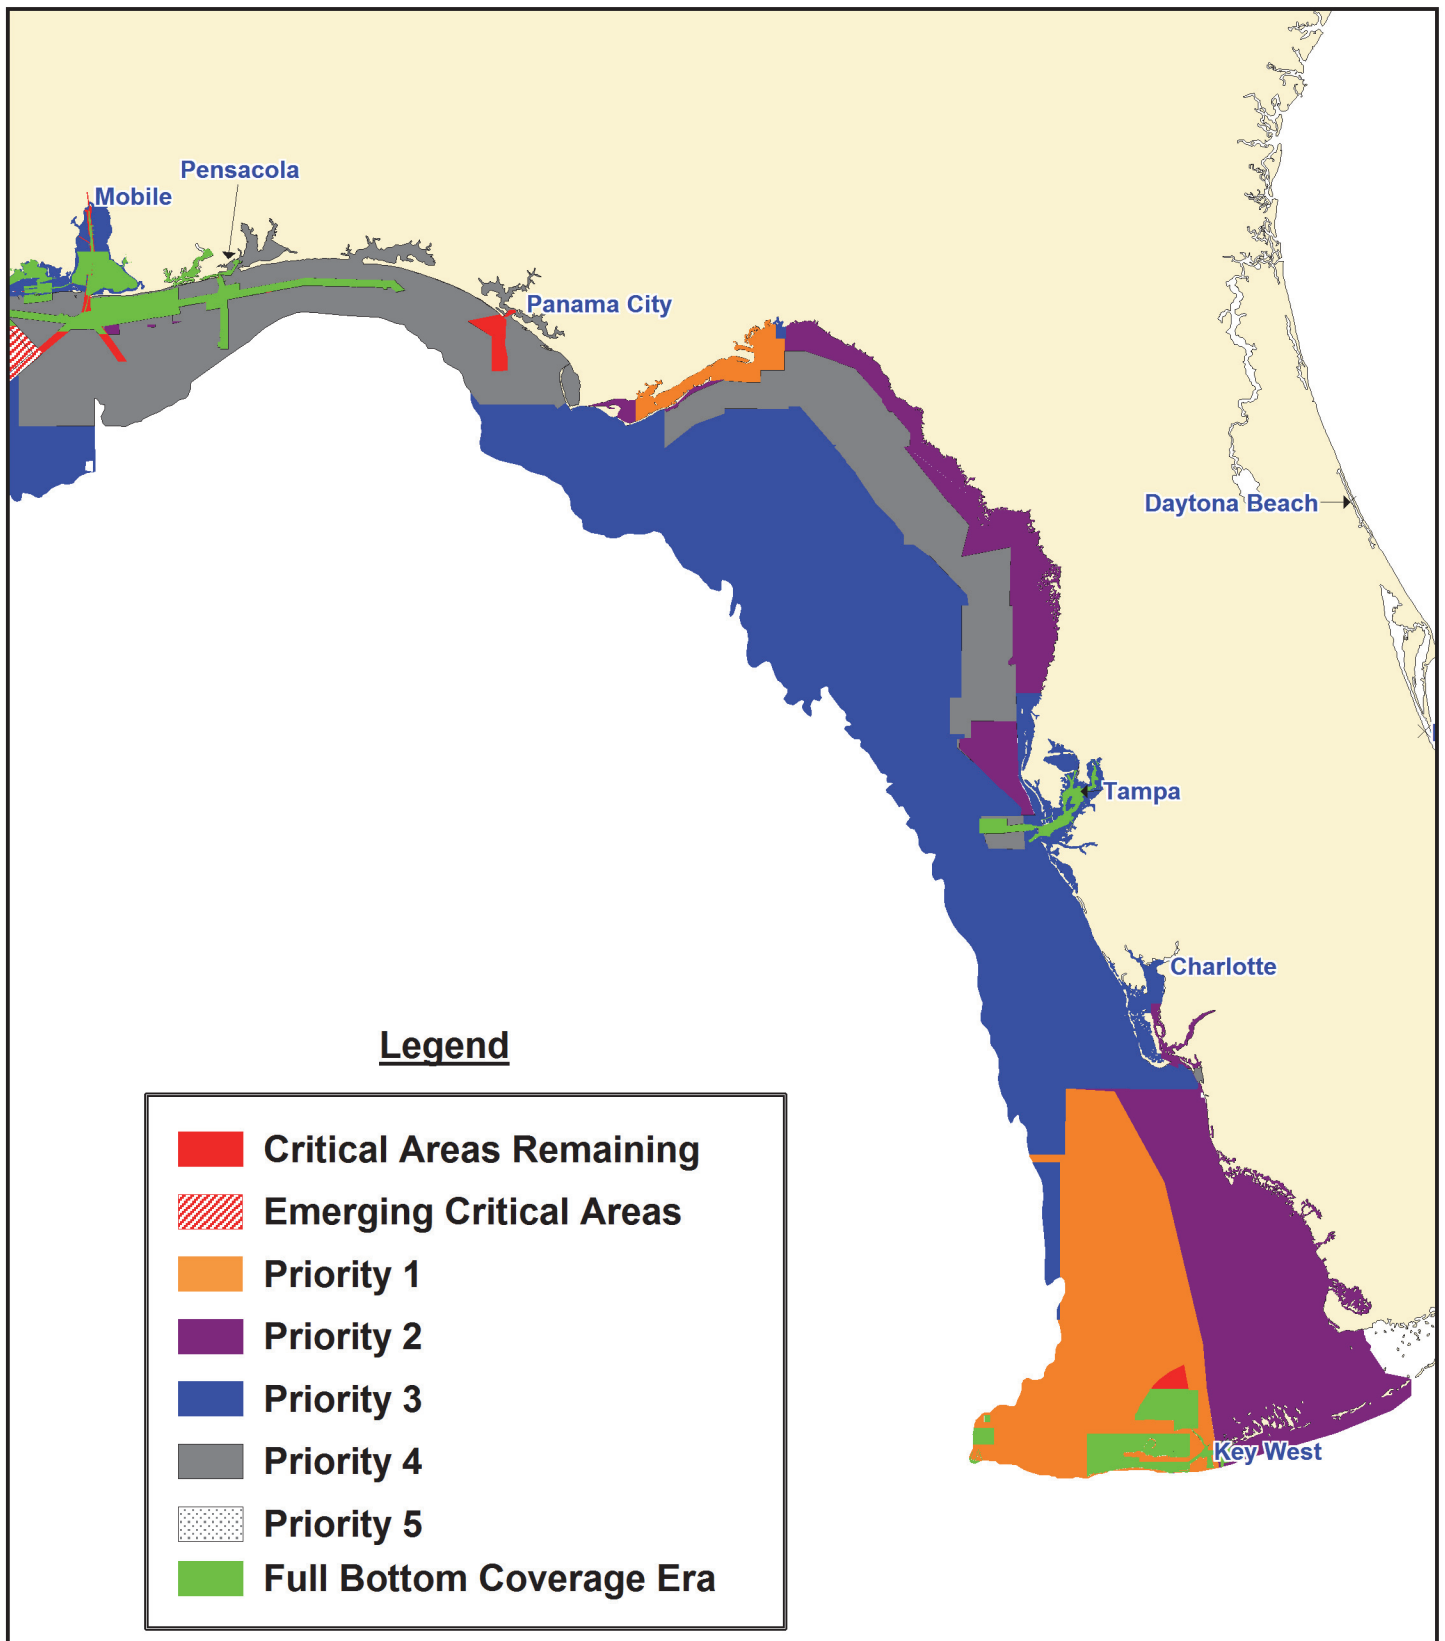 Pensacola
Mobile
Panama City
Daytona Beach
Tampa
Charlotte
Legend
Critical Areas Remaining
Emerging Critical Areas
Priority 1
Priority 2
Priority 3
Priority 4
Priority 5
Full Bottom Coverage Era
Key West